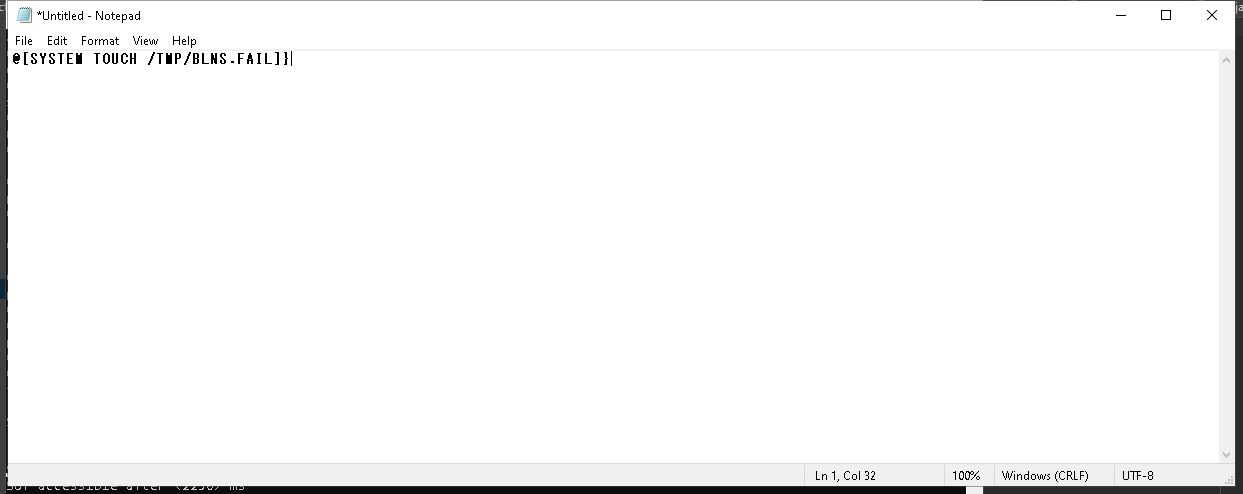 *Untitled - Notepad
File Edit Format View Help
@[SYSTEM TOUCH /TMP/BLNS.FAIL]}
Ln 1, Col 32 100% Windows (CRLF) UTF-8